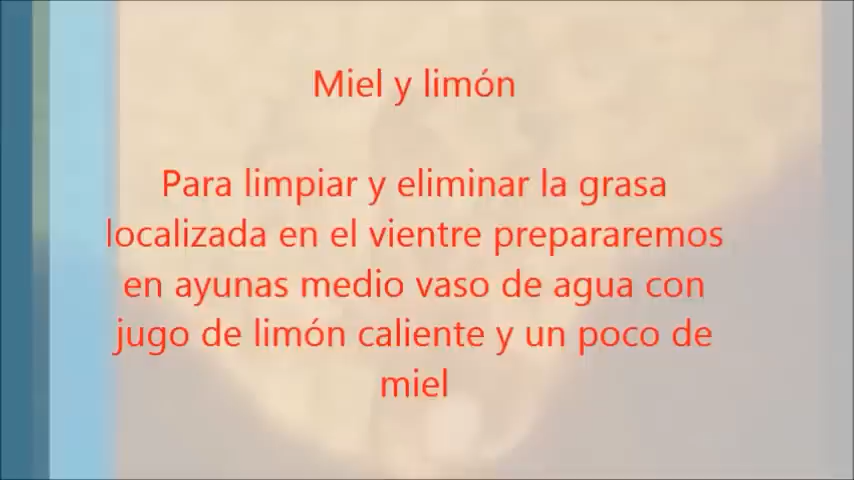 Miel y limón
Para limpiar y eliminar la grasa
localizada en el vientre prepararemos
en ayunas medio vaso de agua con
jugo de limón caliente y un poco de
miel